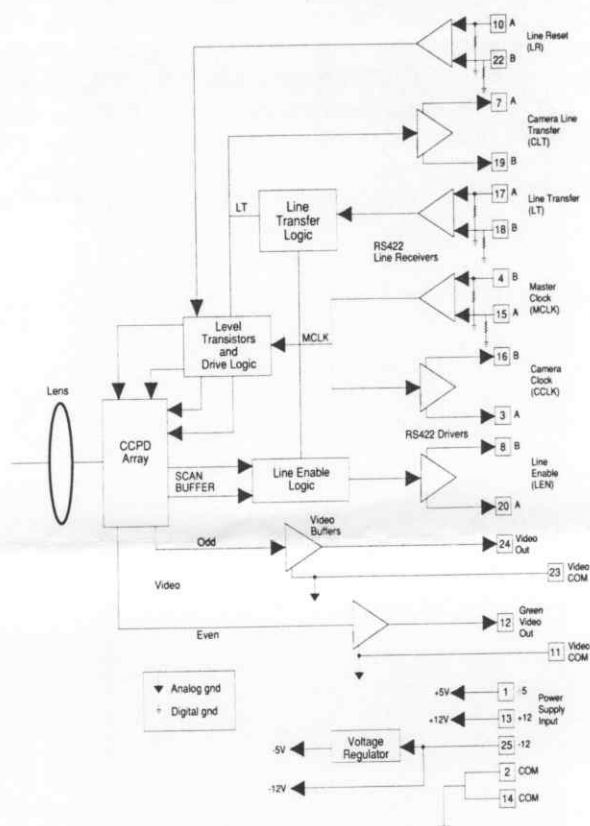 10 A
Line Reset
(LR)
22 B
7 A
Camera Line
Transfer
(CLT)
19 B
17 A
Line Transfer
(LT)
18 B
LT
Line
Transfer
Logic
RS422
Line Receivers
4 B
Master
Clock
(MCLK)
15 A
Level
Transistors
and
Drive Logic
MCLK
16 B
Camera
Clock
(CCLK)
3 A
Lens
CCPD
Array
RS422 Drivers
8 B
Line
Enable
(LEN)
20 A
SCAN
BUFFER
Line Enable
Logic
Odd
Video
Buffers
24 Video
Out
23 Video
COM
Video
Even
12 Green
Video
Out
11 Video
COM
Analog gnd
Digital gnd
+5V 1 -5
Power
Supply
Input
+12V 13 +12
-5V
Voltage
Regulator
25 -12
-12V
2 COM
14 COM